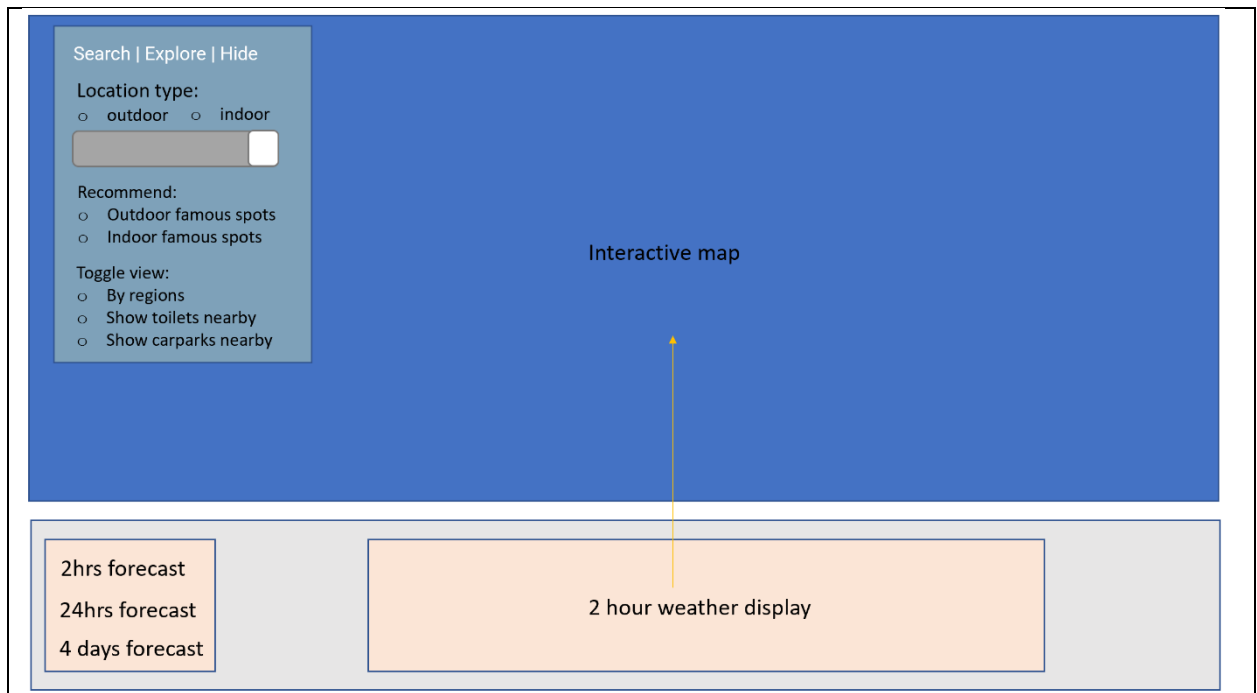 Search | Explore | Hide
Location type:
o outdoor o indoor
Recommend:
o Outdoor famous spots
o Indoor famous spots
Toggle view:
o By regions
o Show toilets nearby
o Show carparks nearby
Interactive map
2hrs forecast
24hrs forecast
4 days forecast
2 hour weather display